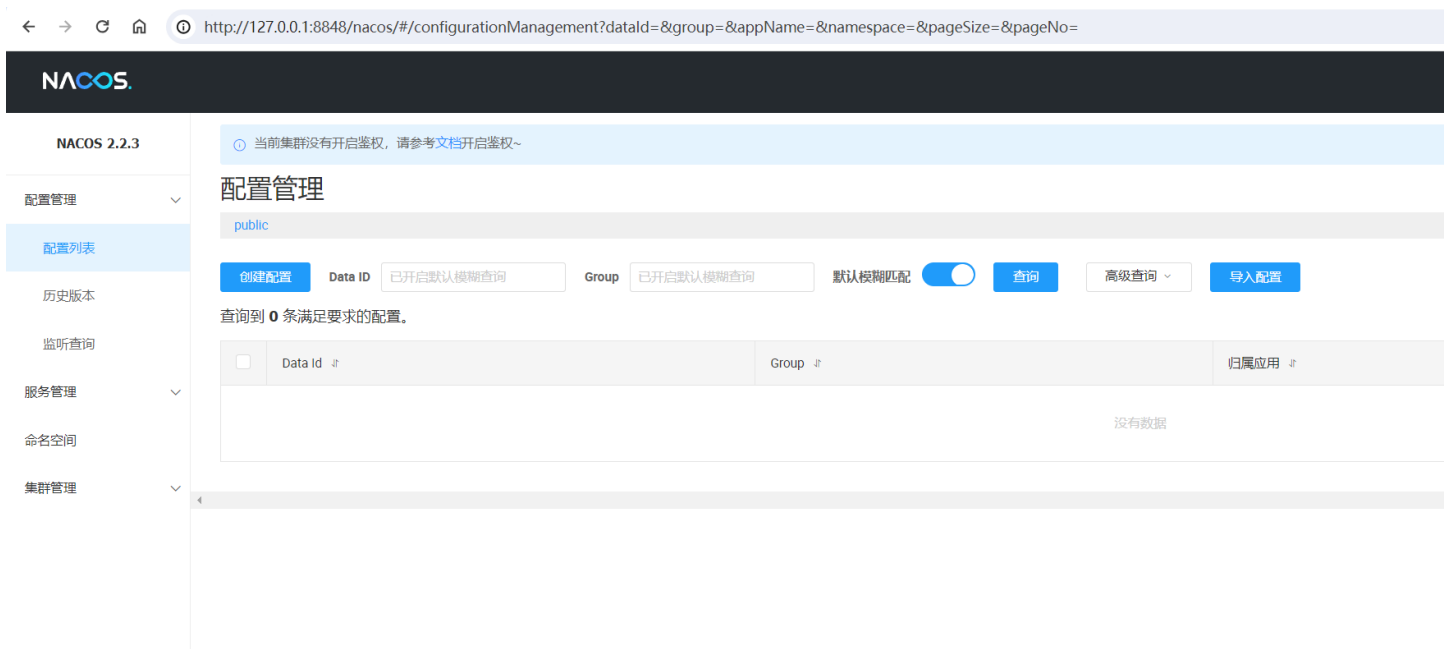 http://127.0.0.1:8848/nacos/#/configurationManagement?dataId=&group=&appName=&namespace=&pageSize=&pageNo=
NACOS.
NACOS 2.2.3
配置管理
配置列表
历史版本
监听查询
服务管理
命名空间
集群管理
当前集群没有开启鉴权，请参考文档开启鉴权~
配置管理
public
创建配置 Data ID 已开启默认模糊查询 Group 已开启默认模糊查询 默认模糊匹配 查询 高级查询 导入配置
查询到 0 条满足要求的配置。
Data Id Group 归属应用
没有数据